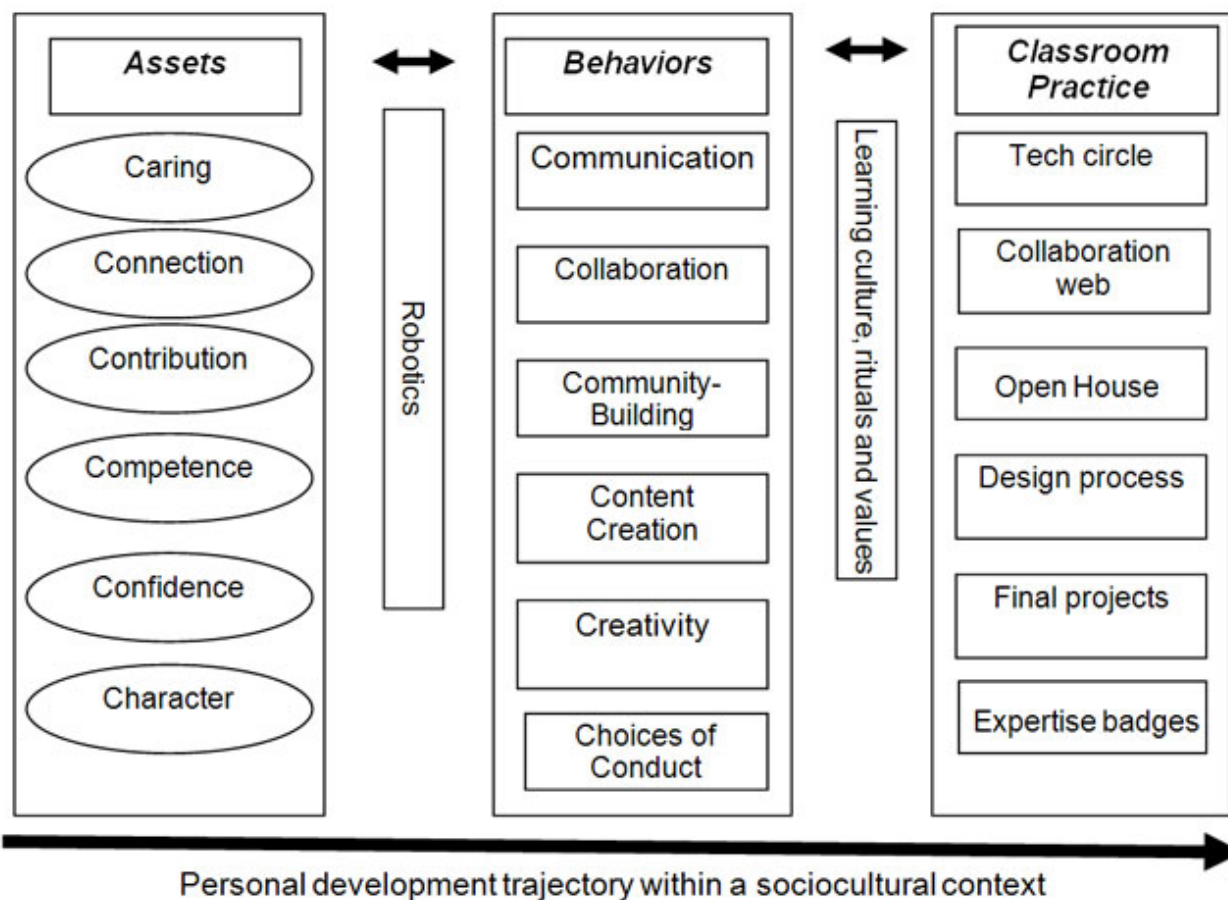 Assets
Caring
Connection
Contribution
Competence
Confidence
Character
Robotics
Behaviors
Communication
Collaboration
Community-
Building
Content
Creation
Creativity
Choices of
Conduct
Learning culture, rituals and values
Classroom
Practice
Tech circle
Collaboration
web
Open House
Design process
Final projects
Expertise badges
Personal development trajectory within a sociocultural context